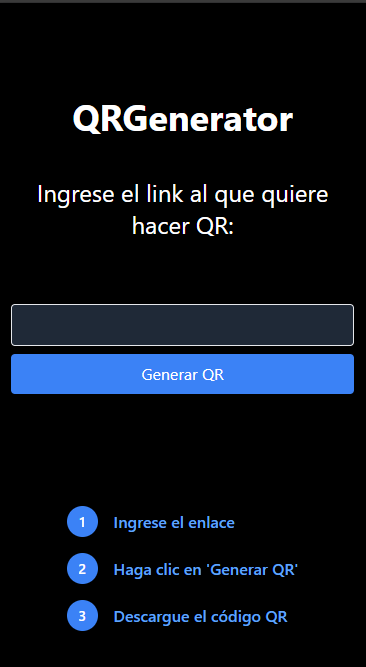 QRGenerator
Ingrese el link al que quiere
hacer QR:
Generar QR
1 Ingrese el enlace
2 Haga clic en 'Generar QR'
3 Descargue el código QR